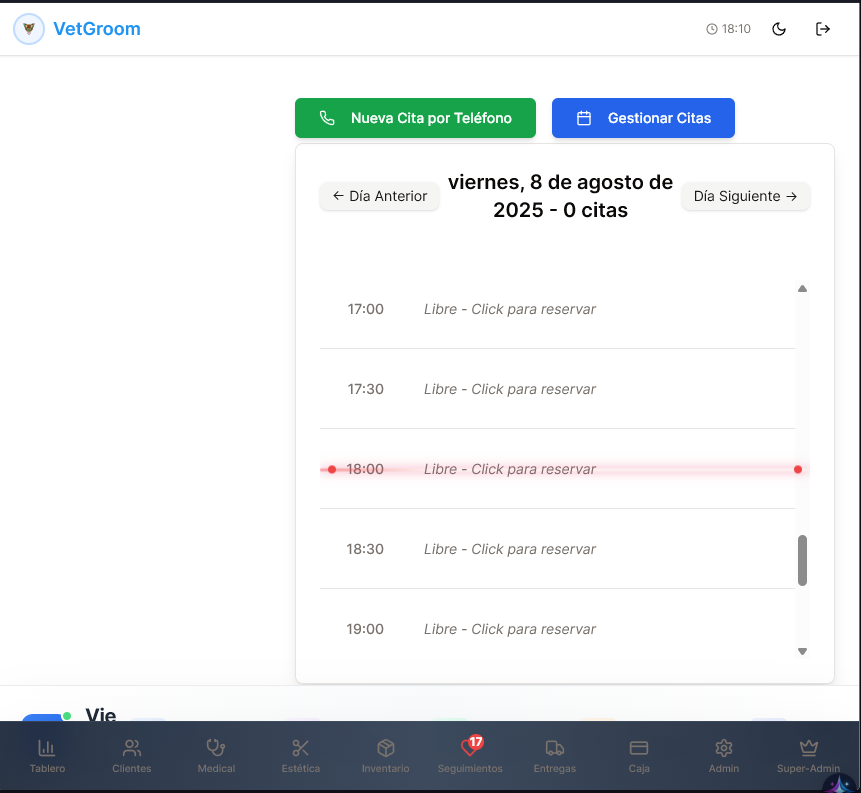 VetGroom
18:10
Nueva Cita por Teléfono
Gestionar Citas
← Día Anterior
viernes, 8 de agosto de
2025 - 0 citas
Día Siguiente →
17:00 Libre - Click para reservar
17:30 Libre - Click para reservar
18:00 Libre - Click para reservar
18:30 Libre - Click para reservar
19:00 Libre - Click para reservar
Vie
17
Tablero
Clientes
Medical
Estética
Inventario
Seguimientos
Entregas
Caja
Admin
Super-Admin